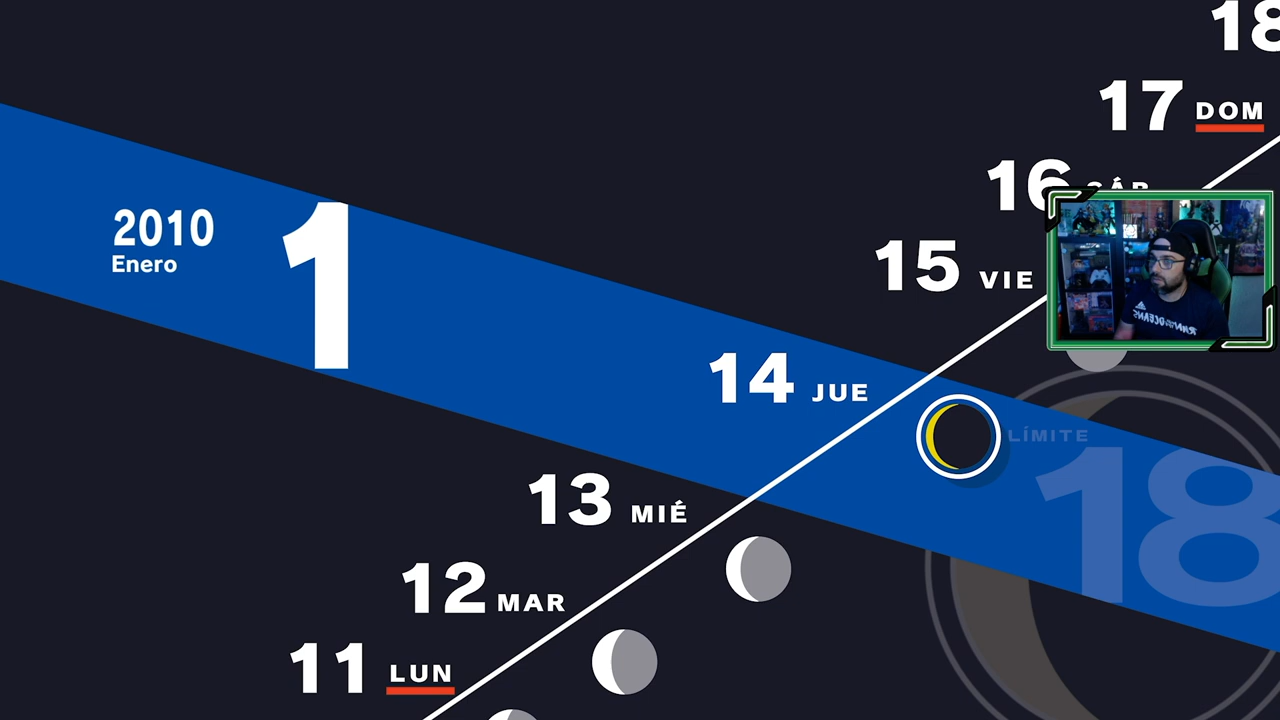 18
17 DOM
16 SÁB
15 VIE
2010
Enero
1
14 JUE
LÍMITE
18
13 MIÉ
12 MAR
11 LUN